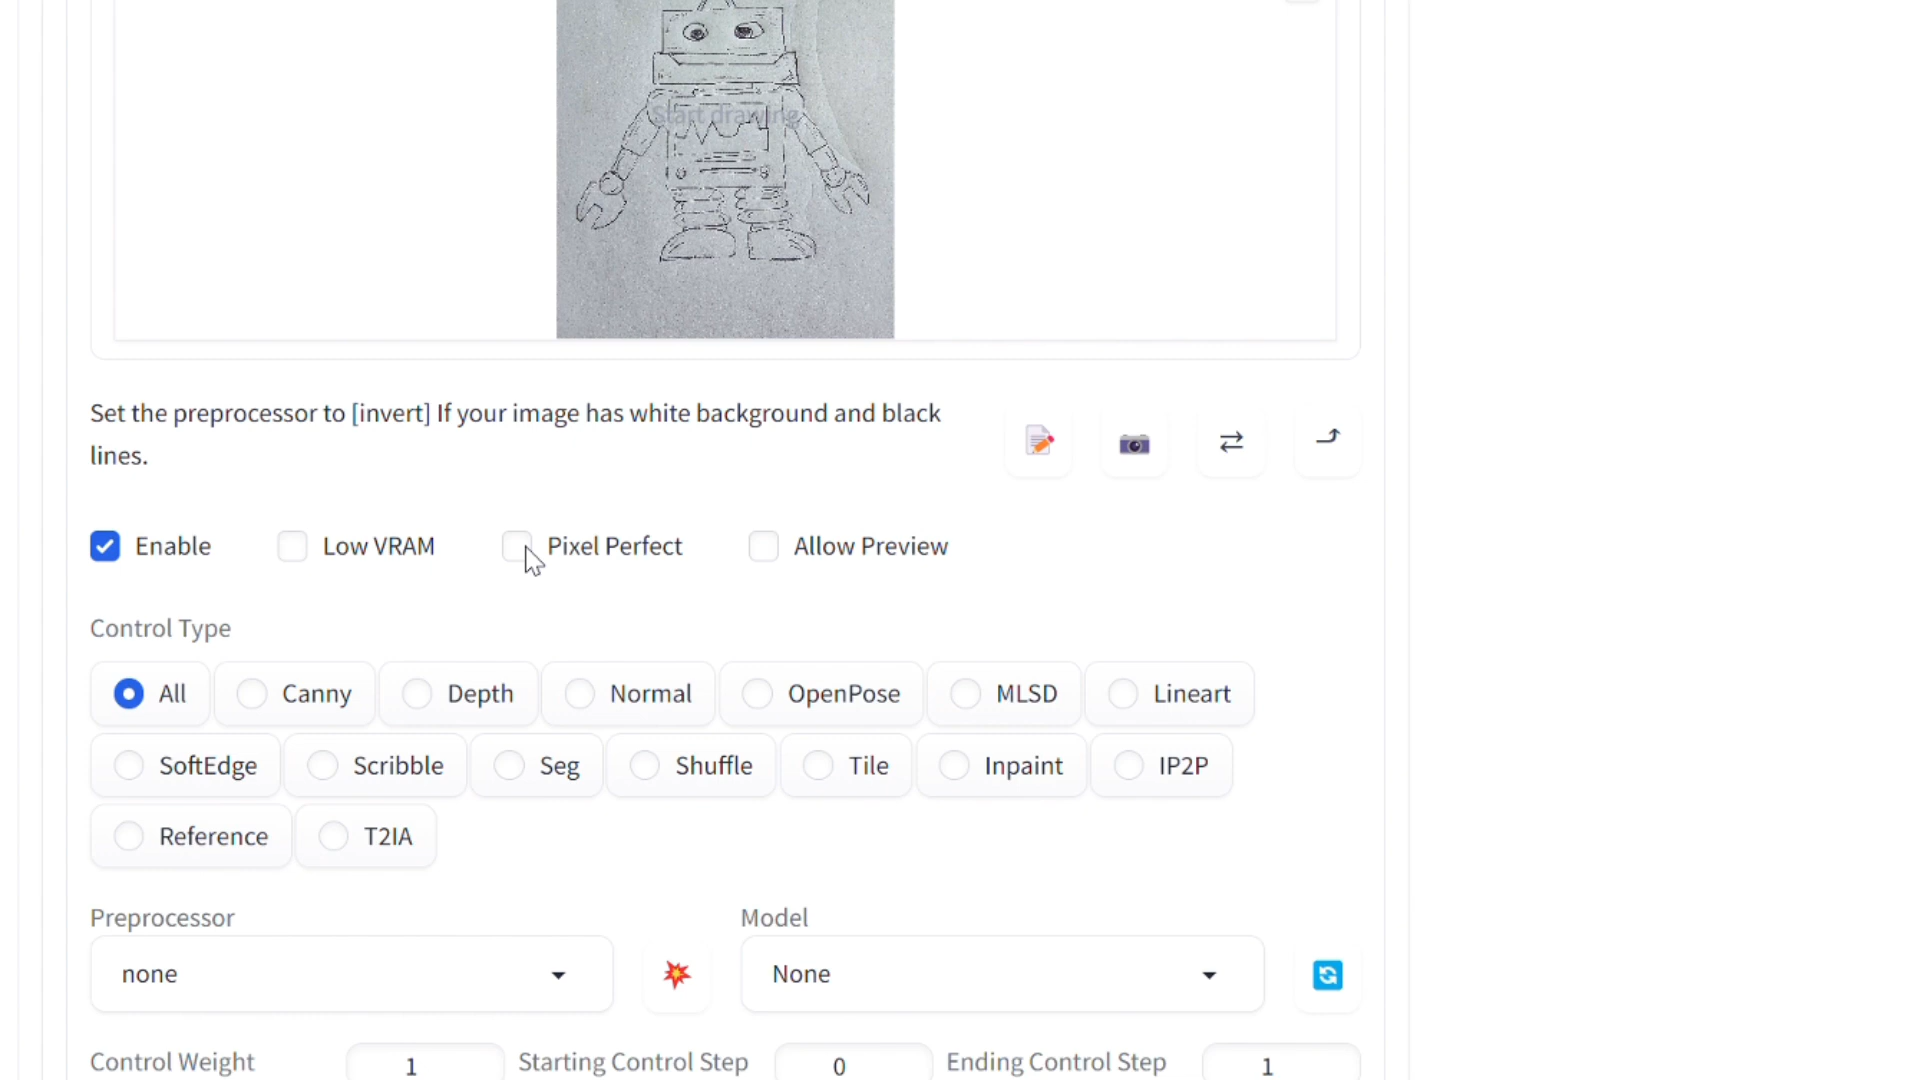 Start drawing
Set the preprocessor to [invert] If your image has white background and black
lines.
Enable Low VRAM Pixel Perfect Allow Preview
Control Type
All Canny Depth Normal OpenPose MLSD Lineart
SoftEdge Scribble Seg Shuffle Tile Inpaint IP2P
Reference T2IA
Preprocessor Model
none None
Control Weight 1 Starting Control Step 0 Ending Control Step 1